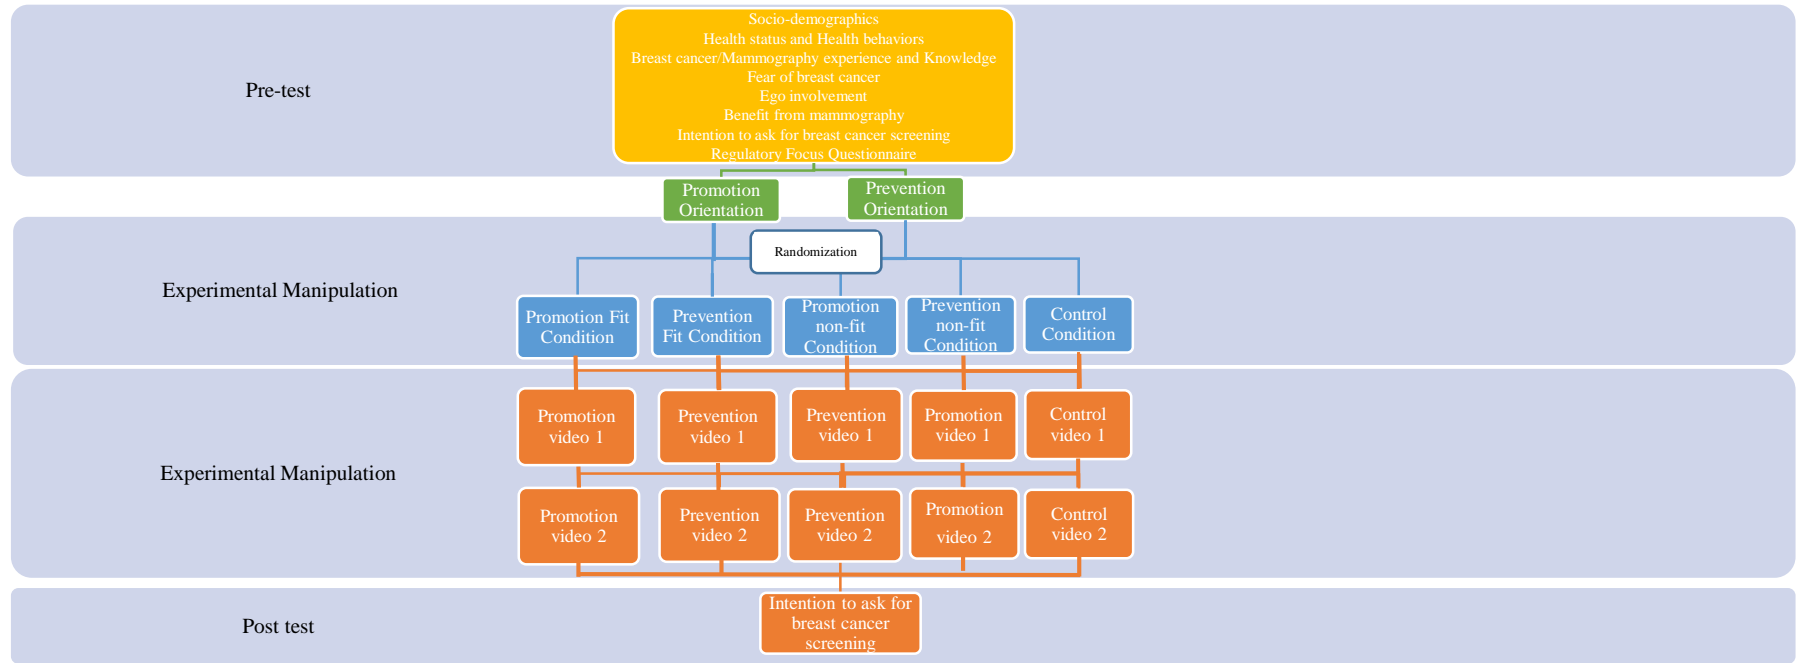 Pre-test
Socio-demographics
Health status and Health behaviors
Breast cancer/Mammography experience and Knowledge
Fear of breast cancer
Ego involvement
Benefit from mammography
Intention to ask for breast cancer screening
Regulatory Focus Questionnaire
Promotion
Orientation
Prevention
Orientation
Randomization
Experimental Manipulation
Promotion Fit
Condition
Prevention
Fit Condition
Promotion
non-fit
Condition
Prevention
non-fit
Condition
Control
Condition
Experimental Manipulation
Promotion
video 1
Prevention
video 1
Prevention
video 1
Promotion
video 1
Control
video 1
Promotion
video 2
Prevention
video 2
Prevention
video 2
Promotion
video 2
Control
video 2
Post test
Intention to ask for
breast cancer
screening